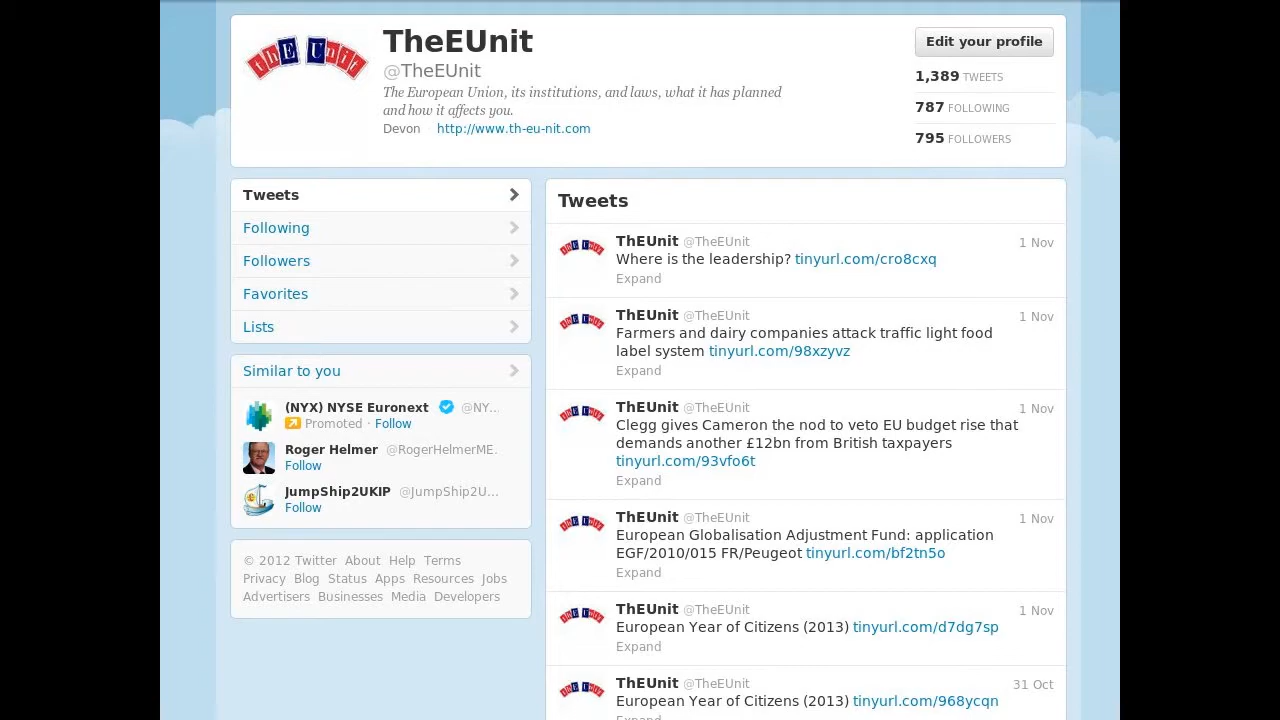 thE Unit
TheEUnit
@TheEUnit
The European Union, its institutions, and laws, what it has planned
and how it affects you.
Devon · http://www.th-eu-nit.com
Edit your profile
1,389 TWEETS
787 FOLLOWING
795 FOLLOWERS
Tweets
Following
Followers
Favorites
Lists
Similar to you
(NYX) NYSE Euronext @NY...
Promoted · Follow
Roger Helmer @RogerHelmerME.
Follow
JumpShip2UKIP @JumpShip2U...
Follow
© 2012 Twitter About Help Terms
Privacy Blog Status Apps Resources Jobs
Advertisers Businesses Media Developers
Tweets
ThEUnit @TheEUnit 1 Nov
Where is the leadership? tinyurl.com/cro8cxq
Expand
ThEUnit @TheEUnit 1 Nov
Farmers and dairy companies attack traffic light food
label system tinyurl.com/98xzyvz
Expand
ThEUnit @TheEUnit 1 Nov
Clegg gives Cameron the nod to veto EU budget rise that
demands another £12bn from British taxpayers
tinyurl.com/93vfo6t
Expand
ThEUnit @TheEUnit 1 Nov
European Globalisation Adjustment Fund: application
EGF/2010/015 FR/Peugeot tinyurl.com/bf2tn5o
Expand
ThEUnit @TheEUnit 1 Nov
European Year of Citizens (2013) tinyurl.com/d7dg7sp
Expand
ThEUnit @TheEUnit 31 Oct
European Year of Citizens (2013) tinyurl.com/968ycqn
Expand